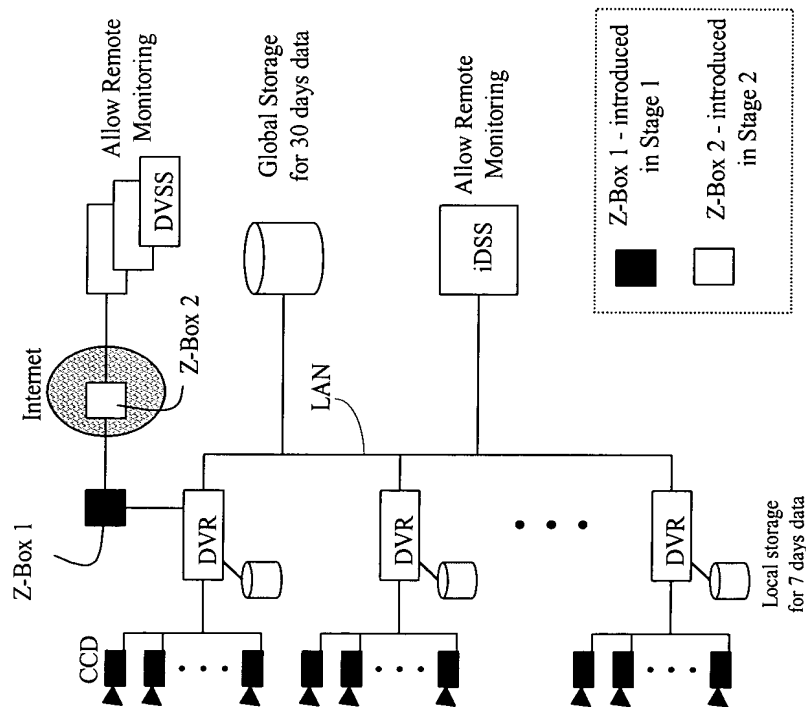 Z-Box 1
Internet
Z-Box 2
Allow Remote
Monitoring
DVSS
CCD
DVR
LAN
Global Storage
for 30 days data
DVR
iDSS
Allow Remote
Monitoring
DVR
Local storage
for 7 days data
Z-Box 1 - introduced
in Stage 1
Z-Box 2 - introduced
in Stage 2